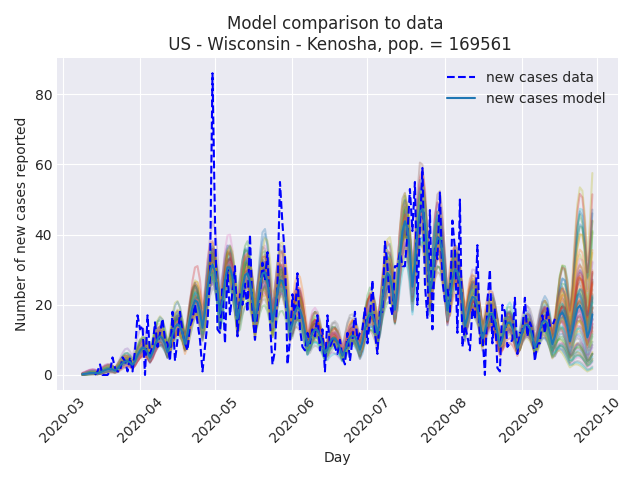 Model comparison to data
US - Wisconsin - Kenosha, pop. = 169561
new cases data
new cases model
Number of new cases reported
80
60
40
20
0
2020-03
2020-04
2020-05
2020-06
2020-07
2020-08
2020-09
2020-10
Day